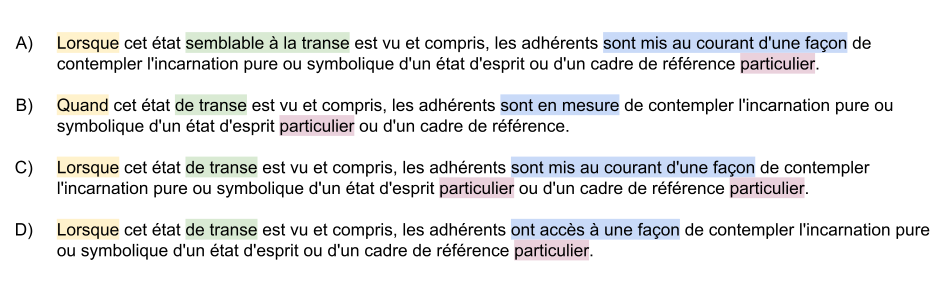 A) Lorsque cet état semblable à la transe est vu et compris, les adhérents sont mis au courant d'une façon de
contempler l'incarnation pure ou symbolique d'un état d'esprit ou d'un cadre de référence particulier.
B) Quand cet état de transe est vu et compris, les adhérents sont en mesure de contempler l'incarnation pure ou
symbolique d'un état d'esprit particulier ou d'un cadre de référence.
C) Lorsque cet état de transe est vu et compris, les adhérents sont mis au courant d'une façon de contempler
l'incarnation pure ou symbolique d'un état d'esprit particulier ou d'un cadre de référence particulier.
D) Lorsque cet état de transe est vu et compris, les adhérents ont accès à une façon de contempler l'incarnation pure
ou symbolique d'un état d'esprit ou d'un cadre de référence particulier.